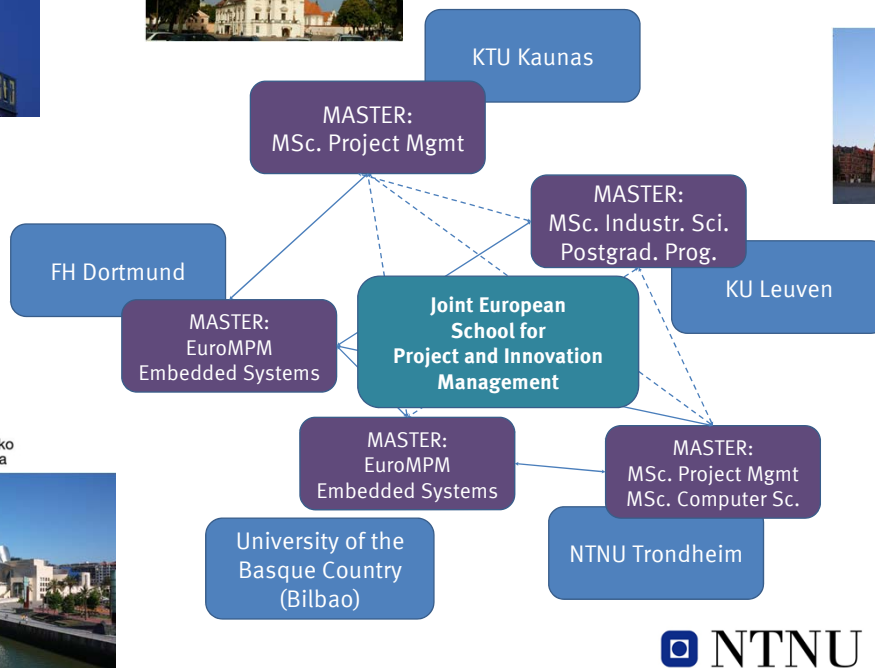 KTU Kaunas
MASTER:
MSc. Project Mgmt
MASTER:
MSc. Industr. Sci.
Postgrad. Prog.
FH Dortmund
KU Leuven
MASTER:
EuroMPM
Embedded Systems
Joint European
School for
Project and Innovation
Management
MASTER:
EuroMPM
Embedded Systems
MASTER:
MSc. Project Mgmt
MSc. Computer Sc.
University of the
Basque Country
(Bilbao)
NTNU Trondheim
NTNU